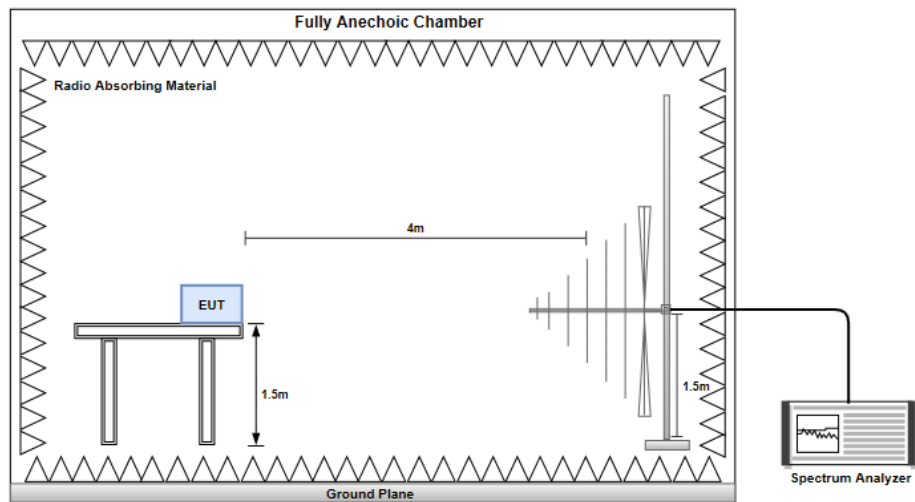 Fully Anechoic Chamber
Radio Absorbing Material
4m
EUT
1.5m
1.5m
Spectrum Analyzer
Ground Plane